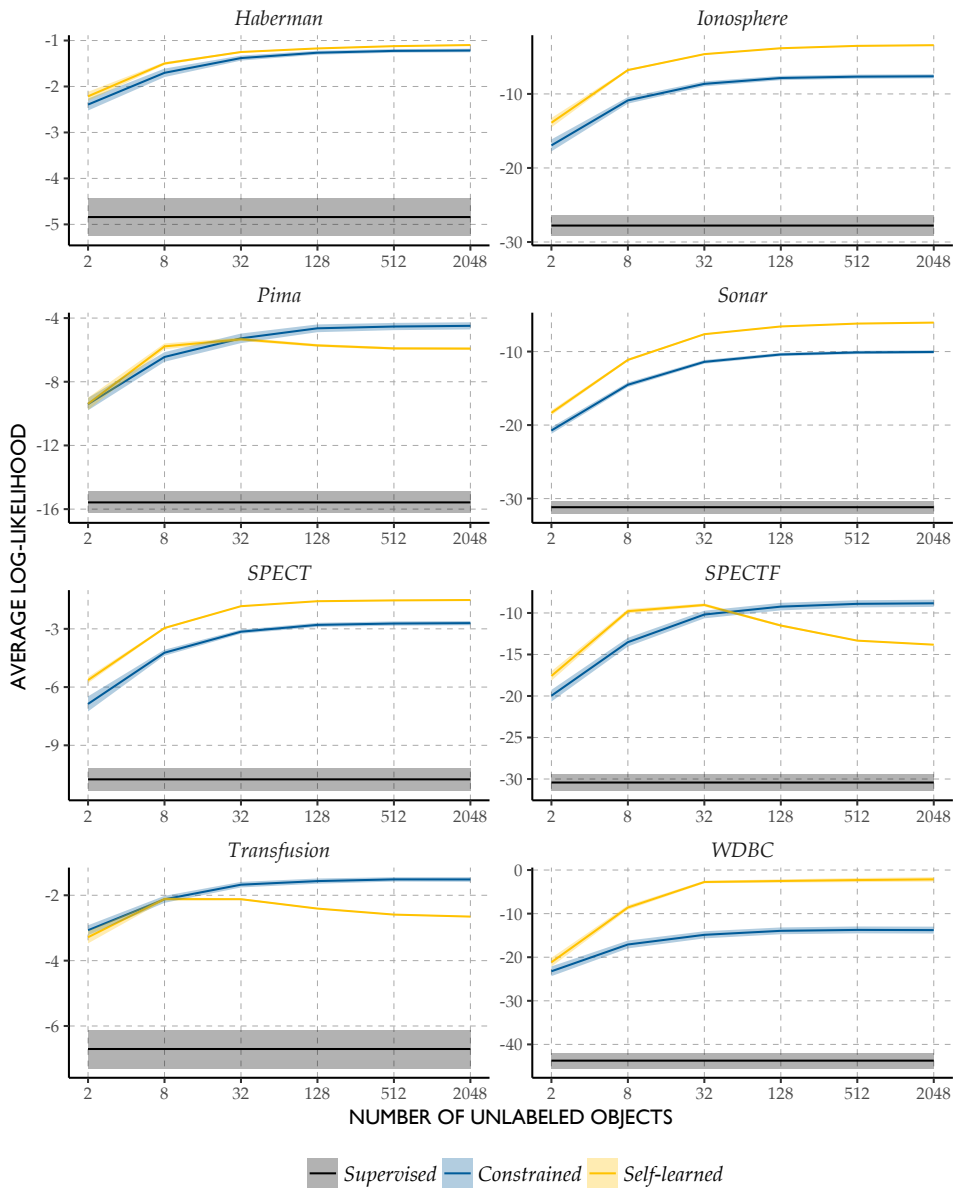 Haberman
-1
-2
-3
-4
-5
2 8 32 128 512 2048
Ionosphere
-10
-20
-30
2 8 32 128 512 2048
Pima
-4
-8
-12
-16
2 8 32 128 512 2048
Sonar
-10
-20
-30
2 8 32 128 512 2048
AVERAGE LOG-LIKELIHOOD
SPECT
-3
-6
-9
2 8 32 128 512 2048
SPECTF
-10
-15
-20
-25
-30
2 8 32 128 512 2048
Transfusion
-2
-4
-6
2 8 32 128 512 2048
WDBC
0
-10
-20
-30
-40
2 8 32 128 512 2048
NUMBER OF UNLABELED OBJECTS
Supervised Constrained Self-learned